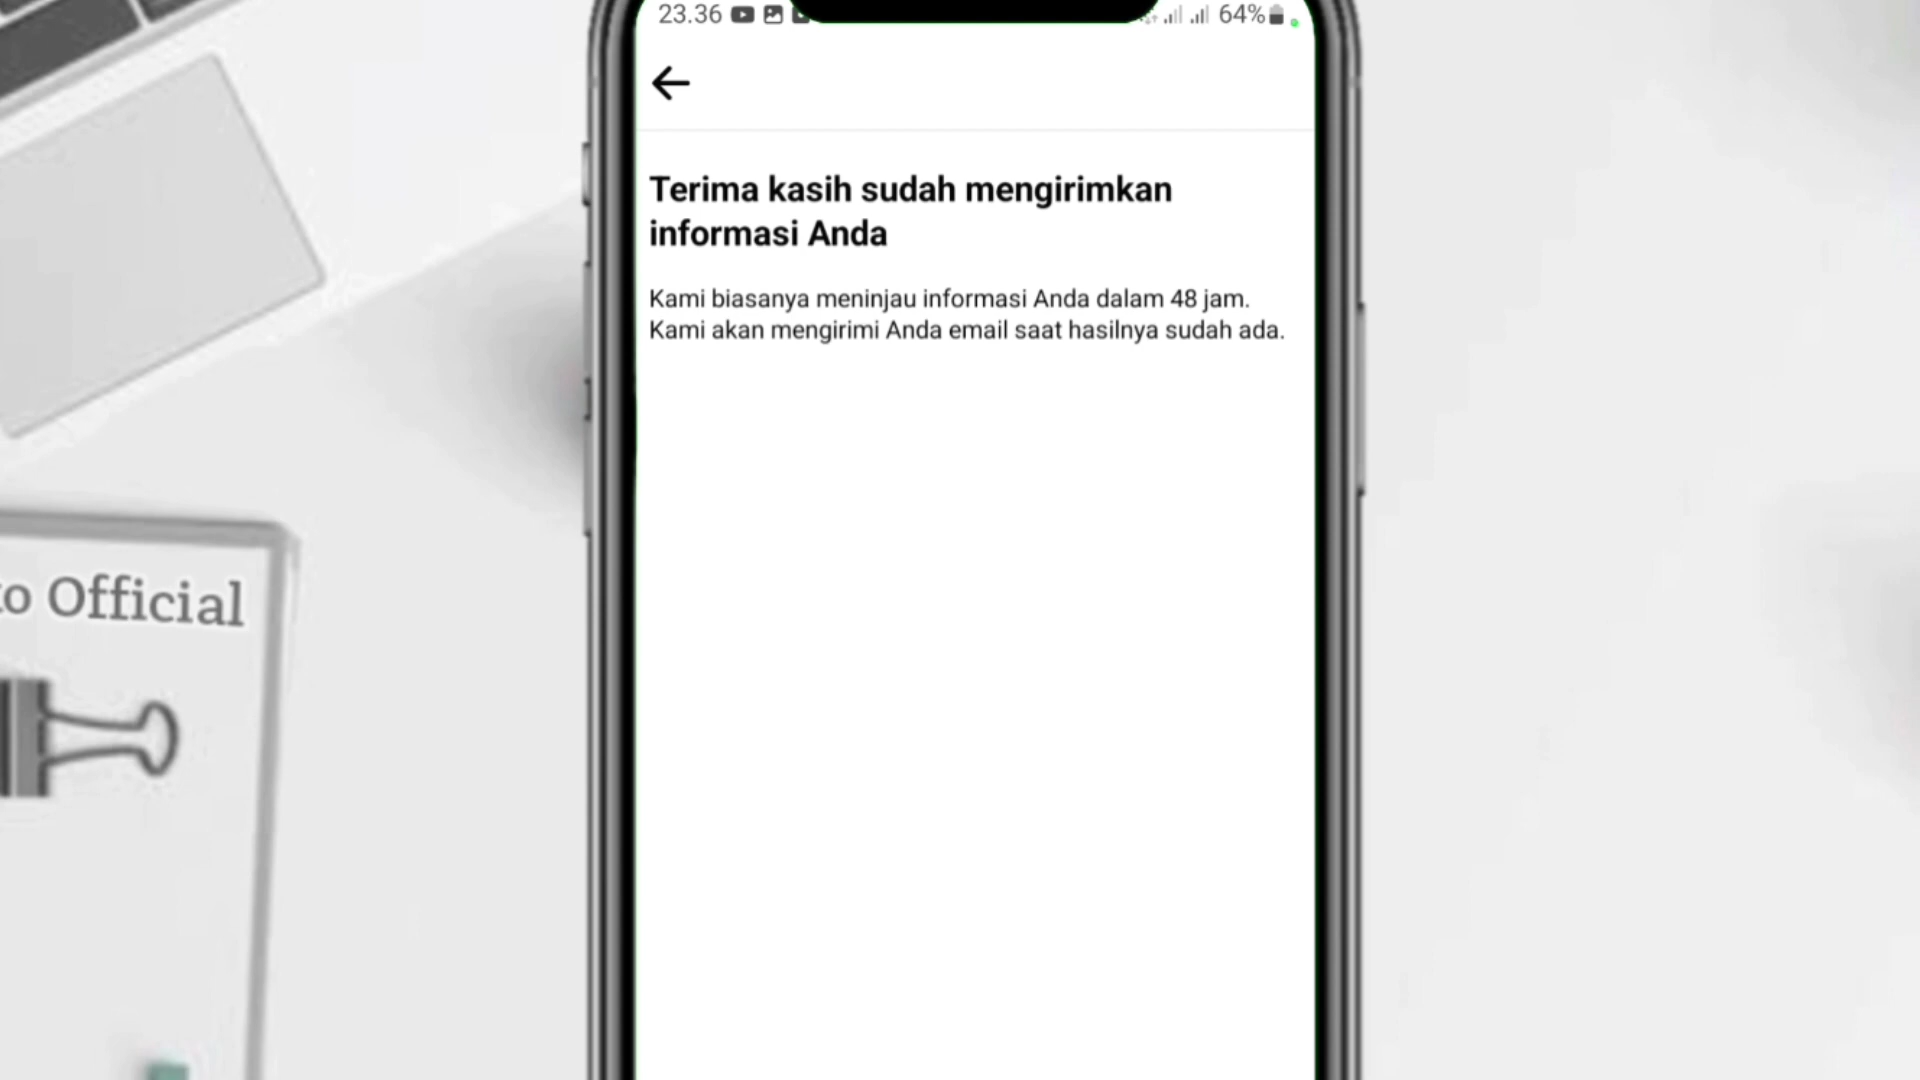 23.36
64%
Terima kasih sudah mengirimkan
informasi Anda
Kami biasanya meninjau informasi Anda dalam 48 jam.
Kami akan mengirimi Anda email saat hasilnya sudah ada.
Official